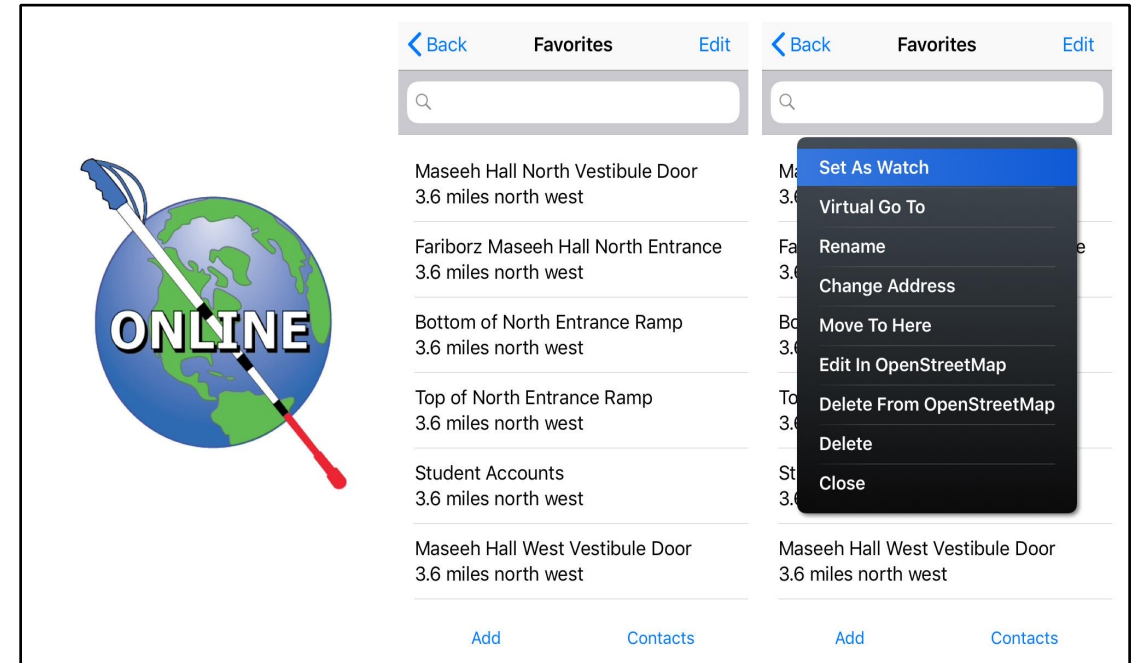 ONLINE
Back Favorites Edit
Maseeh Hall North Vestibule Door
3.6 miles north west
Fariborz Maseeh Hall North Entrance
3.6 miles north west
Bottom of North Entrance Ramp
3.6 miles north west
Top of North Entrance Ramp
3.6 miles north west
Student Accounts
3.6 miles north west
Maseeh Hall West Vestibule Door
3.6 miles north west
Add Contacts
Back Favorites Edit
Set As Watch
Virtual Go To
Rename
Change Address
Move To Here
Edit In OpenStreetMap
Delete From OpenStreetMap
Delete
Close
Maseeh Hall West Vestibule Door
3.6 miles north west
Add Contacts